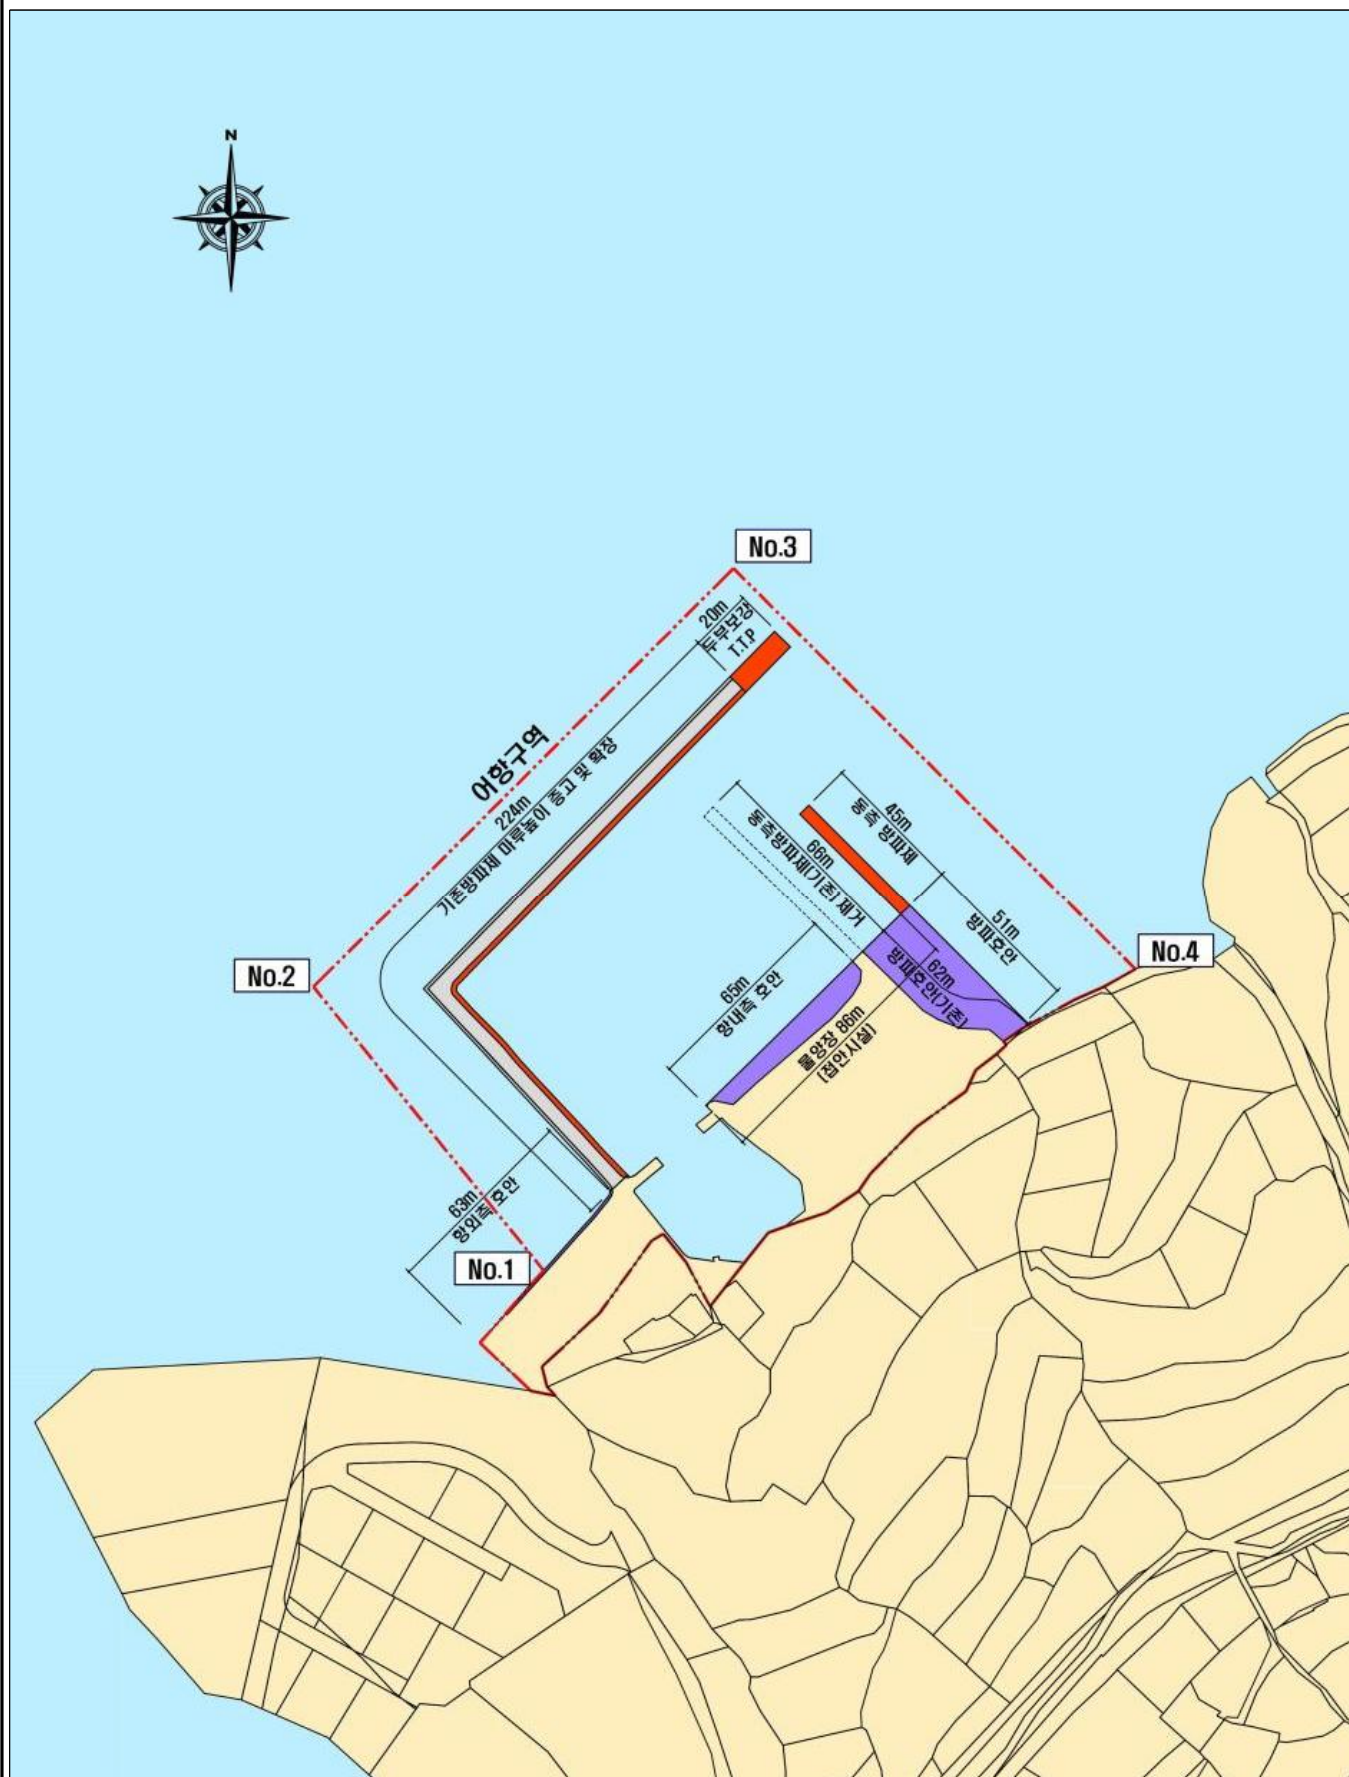 N
No.3
20m
두부보강
T.T.P
어항구역
224m
기존방파제 마루높이 증고 및 확장
45m
동측 방파제
동측방파제(기존) 제거
66m
51m
방파호안
No.4
No.2
62m
방파호안(기존)
65m
항내측 호안
물양장 86m
(접안시설)
63m
항외측 호안
No.1